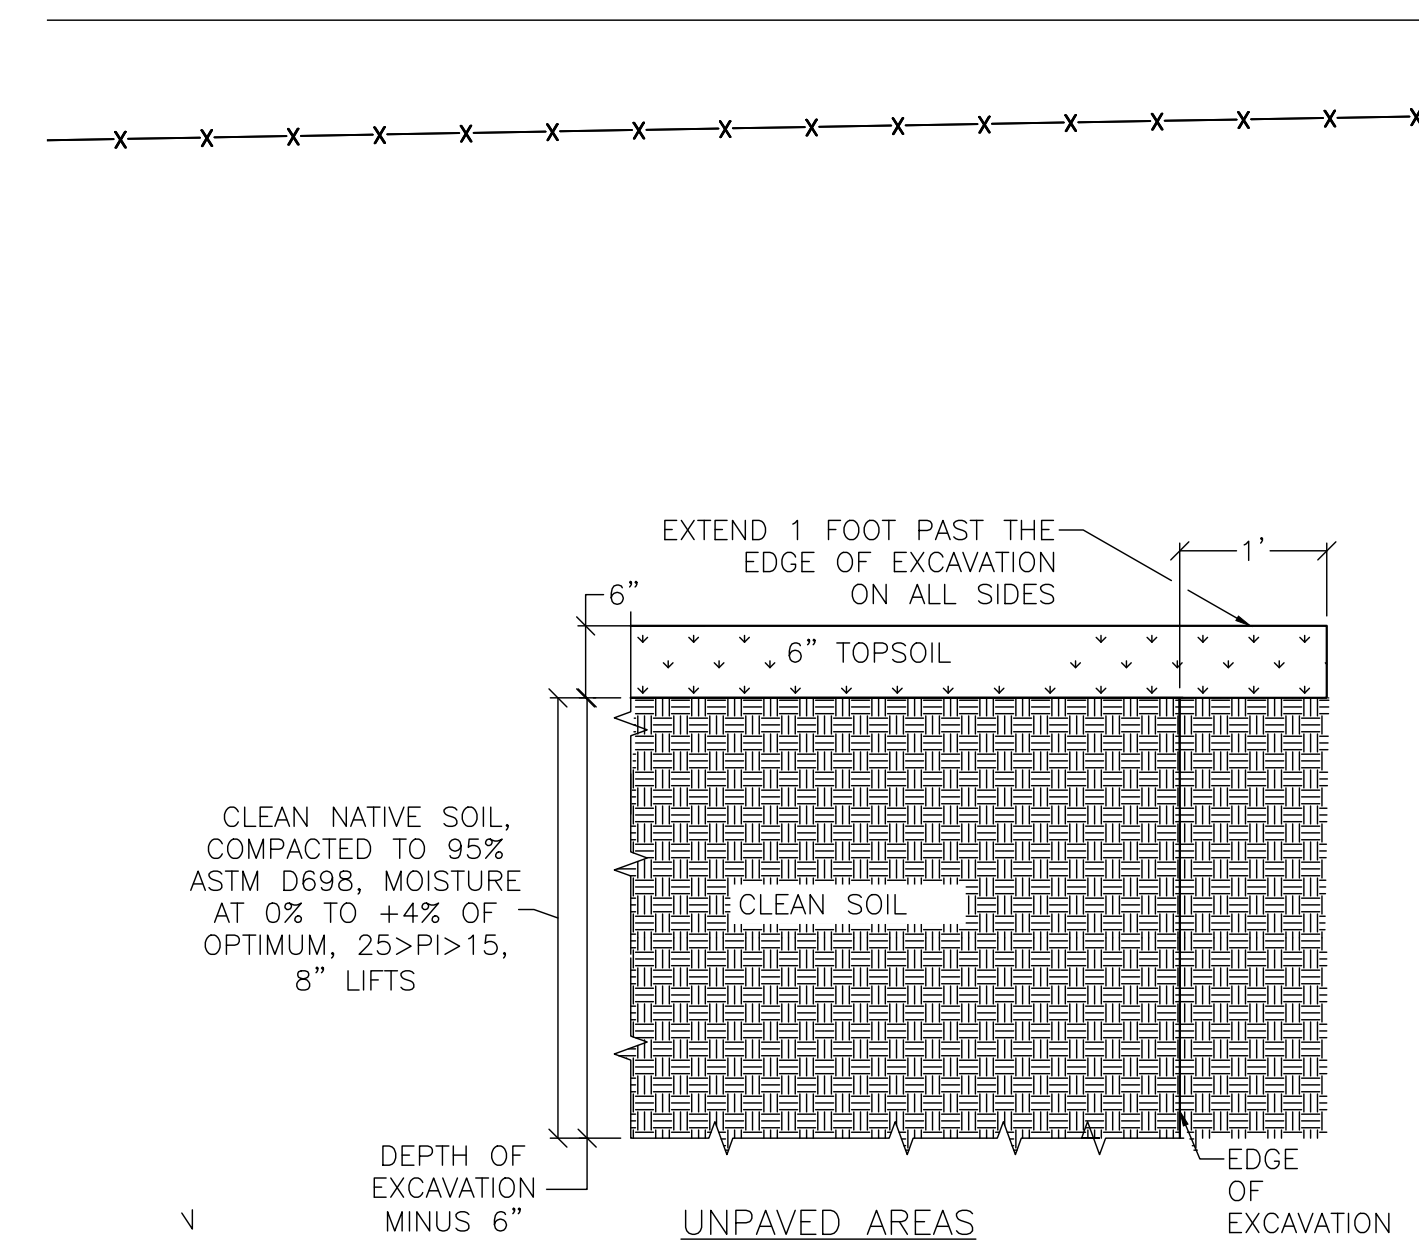 EXTEND 1 FOOT PAST THE
EDGE OF EXCAVATION
ON ALL SIDES
1'
6”
6” TOPSOIL
CLEAN NATIVE SOIL,
COMPACTED TO 95%
ASTM D698, MOISTURE
AT 0% TO +4% OF
OPTIMUM, 25>PI>15,
8” LIFTS
CLEAN SOIL
DEPTH OF
EXCAVATION
MINUS 6”
EDGE
OF
EXCAVATION
UNPAVED AREAS